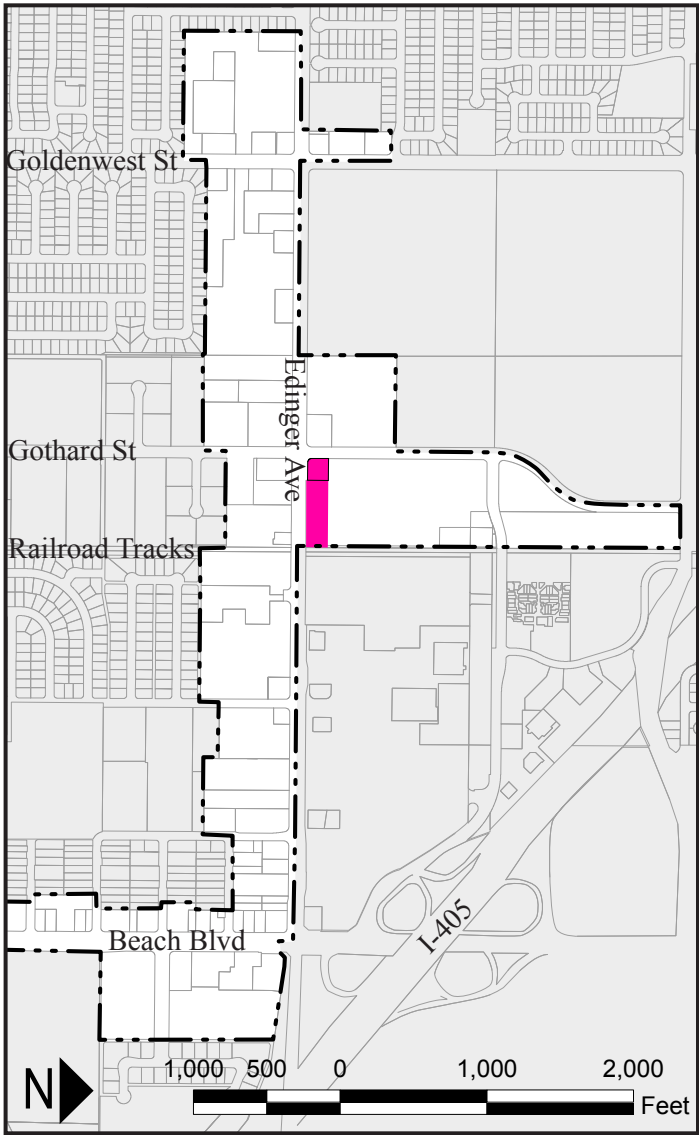 Goldenwest St
Edinger Ave
Gothard St
Railroad Tracks
Beach Blvd
I-405
N
1,000 500 0 1,000 2,000
Feet